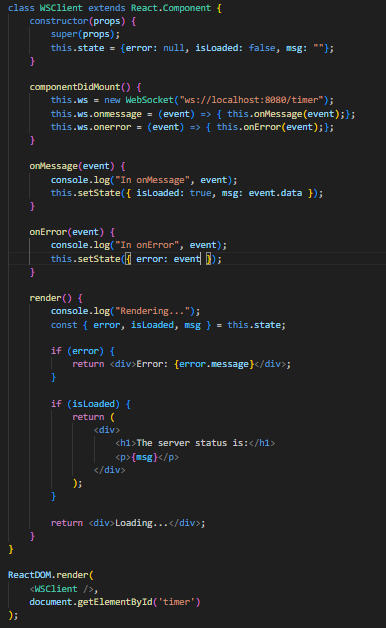 class WSClient extends React.Component {
    constructor(props) {
        super(props);
        this.state = {error: null, isLoaded: false, msg: ""};
    }

    componentDidMount() {
        this.ws = new WebSocket("ws://localhost:8080/timer");
        this.ws.onmessage = (event) => { this.onMessage(event);};
        this.ws.onerror = (event) => { this.onError(event);};
    }

    onMessage(event) {
        console.log("In onMessage", event);
        this.setState({ isLoaded: true, msg: event.data });
    }

    onError(event) {
        console.log("In onError", event);
        this.setState({ error: event });
    }

    render() {
        console.log("Rendering...");
        const { error, isLoaded, msg } = this.state;

        if (error) {
            return <div>Error: {error.message}</div>;
        }

        if (isLoaded) {
            return (
                <div>
                    <h1>The server status is:</h1>
                    <p>{msg}</p>
                </div>
            );
        }

        return <div>Loading...</div>;
    }
}

ReactDOM.render(
    <WSClient />,
    document.getElementById('timer')
);